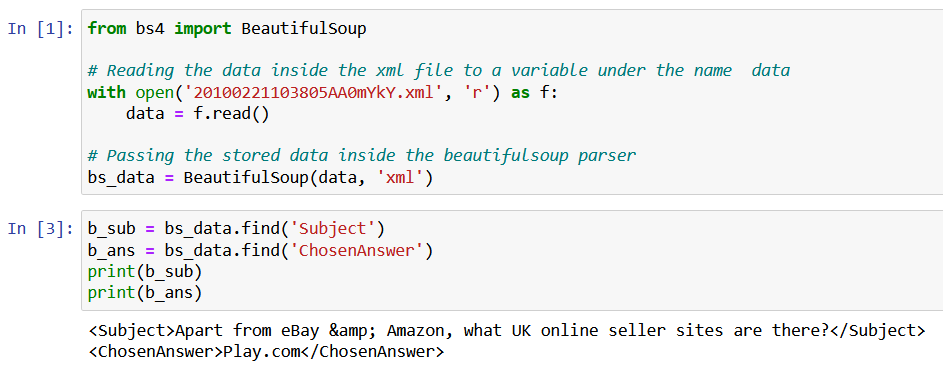 In [1]: from bs4 import BeautifulSoup
# Reading the data inside the xml file to a variable under the name  data
with open('20100221103805AA0mYkY.xml', 'r') as f:
    data = f.read()
# Passing the stored data inside the beautifulsoup parser
bs_data = BeautifulSoup(data, 'xml')
In [3]: b_sub = bs_data.find('Subject')
b_ans = bs_data.find('ChosenAnswer')
print(b_sub)
print(b_ans)
<Subject>Apart from eBay &amp; Amazon, what UK online seller sites are there?</Subject>
<ChosenAnswer>Play.com</ChosenAnswer>